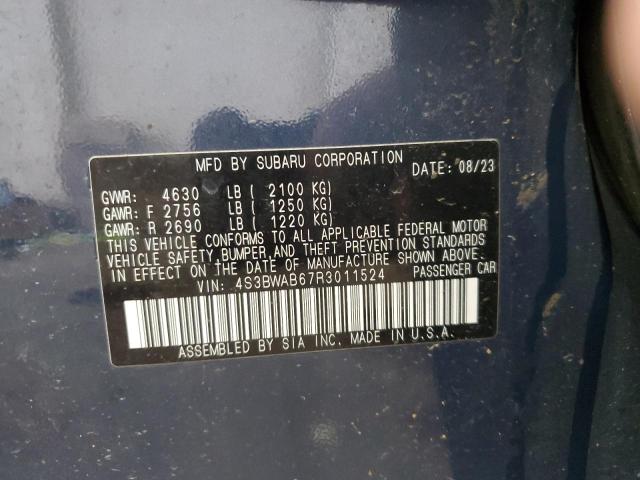 MFD BY SUBARU CORPORATION DATE: 08/23
GVWR: 4630 LB ( 2100 KG)
GAWR: F 2756 LB ( 1250 KG)
GAWR: R 2690 LB ( 1220 KG)
THIS VEHICLE CONFORMS TO ALL APPLICABLE FEDERAL MOTOR
VEHICLE SAFETY,BUMPER,AND THEFT PREVENTION STANDARDS
IN EFFECT ON THE DATE OF MANUFACTURE SHOWN ABOVE.
VIN: 4S3BWAB67R3011524 PASSENGER CAR
ASSEMBLED BY SIA INC. MADE IN U.S.A.